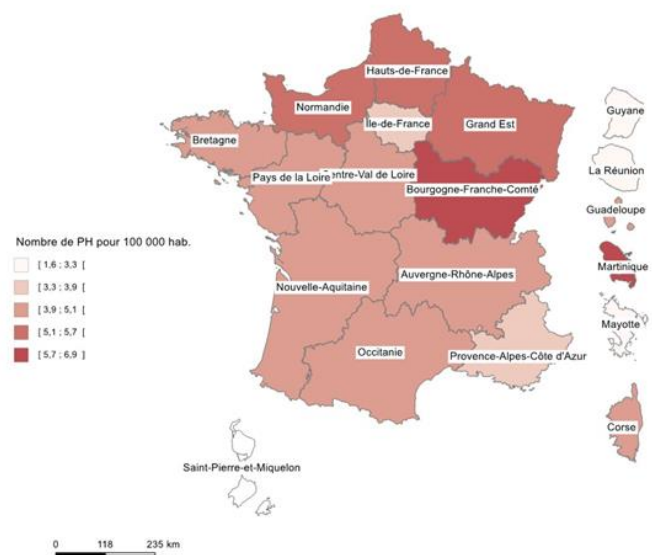 Hauts-de-France
Normandie
Île-de-France
Grand Est
Bretagne
Pays de la Loire
entre-Val de Loire
Bourgogne-Franche-Comté
Nouvelle-Aquitaine
Auvergne-Rhône-Alpes
Occitanie
Provence-Alpes-Côte d'Azur
Guyane
La Réunion
Guadeloupe
Martinique
Mayotte
Corse
Saint-Pierre-et-Miquelon
Nombre de PH pour 100 000 hab.
[ 1,6 ; 3,3 [
[ 3,3 ; 3,9 [
[ 3,9 ; 5,1 [
[ 5,1 ; 5,7 [
[ 5,7 ; 6,9 ]
0 118 235 km